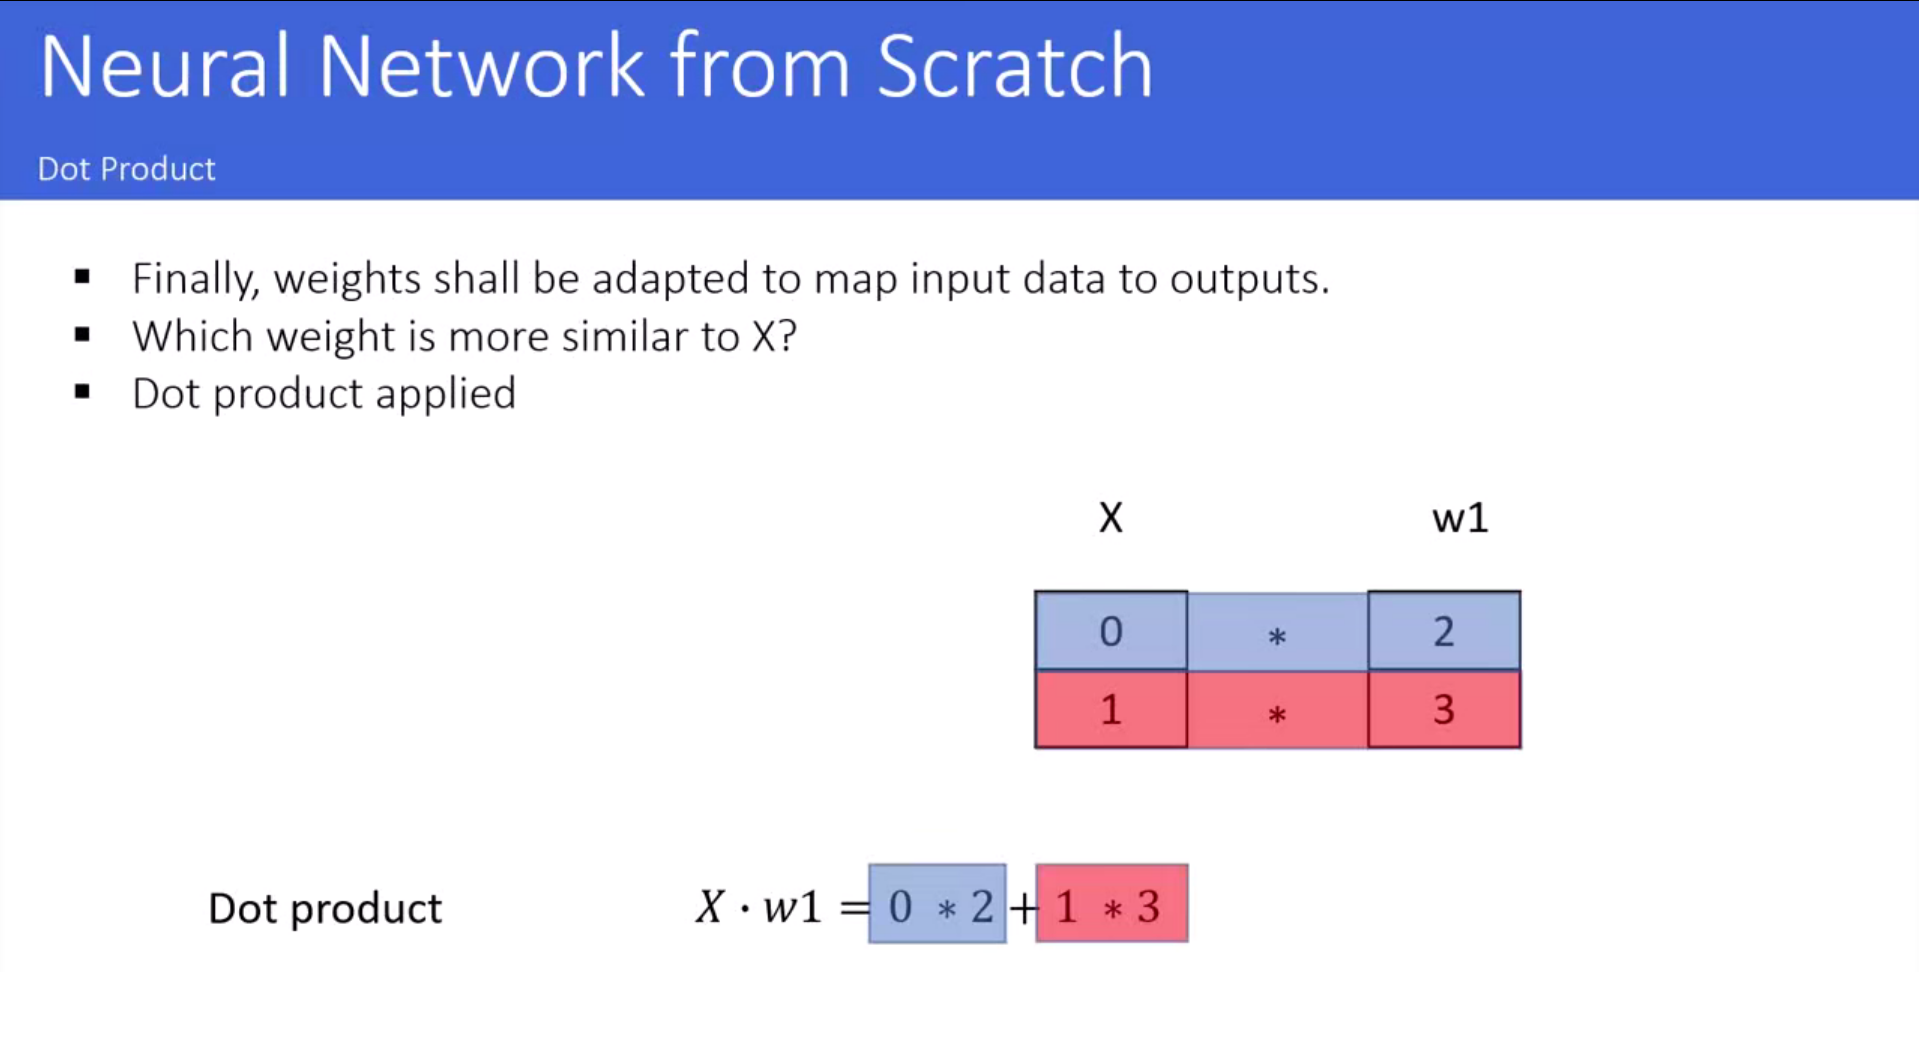 Neural Network from Scratch
Dot Product
▪ Finally, weights shall be adapted to map input data to outputs.
▪ Which weight is more similar to X?
▪ Dot product applied
X w1
0 * 2
1 * 3
Dot product X · w1 = 0 * 2 + 1 * 3